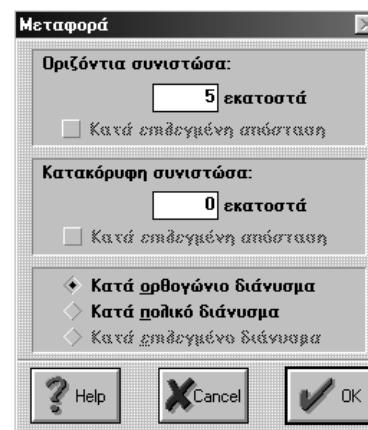 Μεταφορά
Οριζόντια συνιστώσα:
5 εκατοστά
Κατά επιλεγμένη απόσταση
Κατακόρυφη συνιστώσα:
0 εκατοστά
Κατά επιλεγμένη απόσταση
Κατά ορθογώνιο διάνυσμα
Κατά πολικό διάνυσμα
Κατά επιλεγμένο διάνυσμα
Help Cancel OK